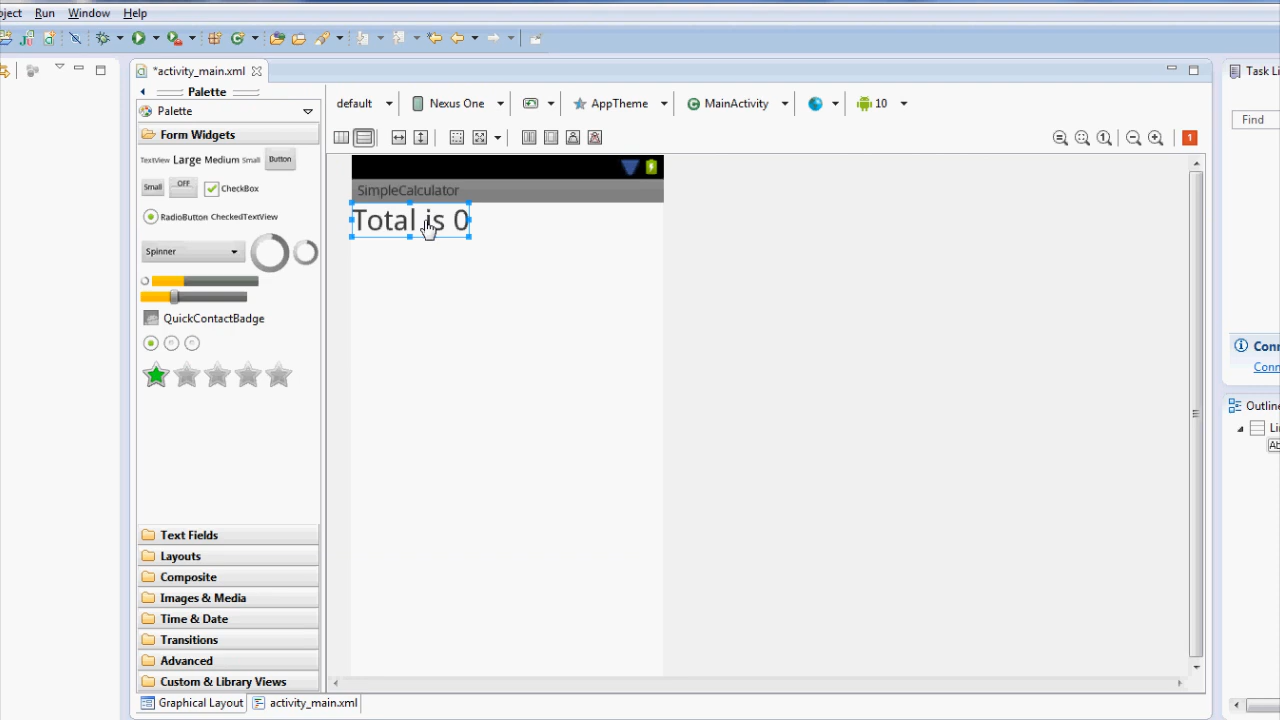 oject Run Window Help
*activity_main.xml
Task Li
Palette
default Nexus One AppTheme MainActivity 10
Palette
Find
Form Widgets
1
TextView Large Medium Small Button
Small OFF CheckBox
SimpleCalculator
RadioButton CheckedTextView
Total is 0
Spinner
QuickContactBadge
Conn
Conn
Outline
Li
Ab
Text Fields
Layouts
Composite
Images & Media
Time & Date
Transitions
Advanced
Custom & Library Views
Graphical Layout activity_main.xml